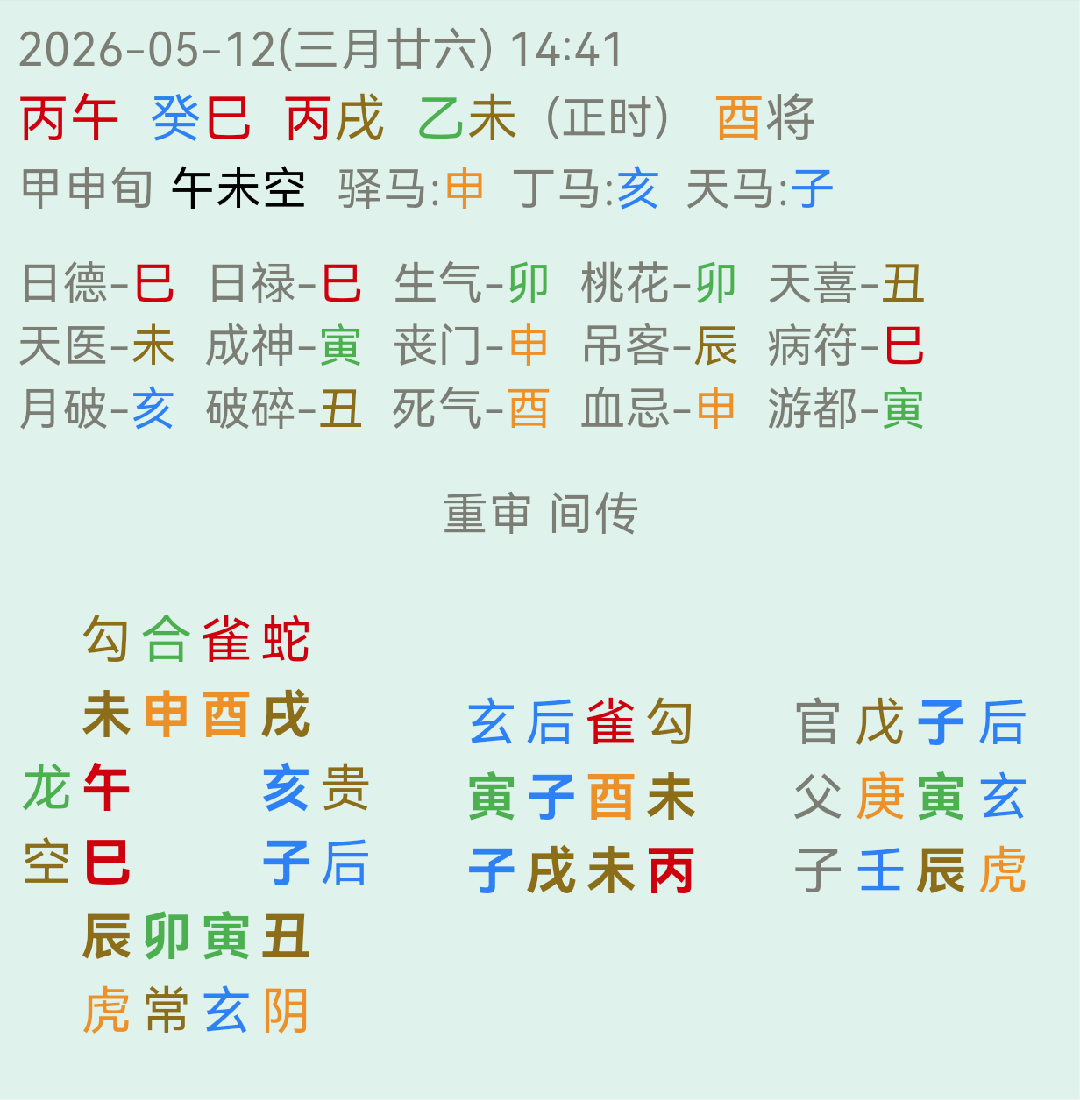 2026-05-12(三月廿六) 14:41
丙午 癸巳 丙戌 乙未（正时） 酉将
甲申旬 午未空 驿马:申 丁马:亥 天马:子
日德-巳 日禄-巳 生气-卯 桃花-卯 天喜-丑
天医-未 成神-寅 丧门-申 吊客-辰 病符-巳
月破-亥 破碎-丑 死气-酉 血忌-申 游都-寅
重审 间传
勾合雀蛇
未申酉戌
龙午 亥贵
空巳 子后
辰卯寅丑
虎常玄阴
玄后雀勾
寅子酉未
子戌未丙
官戊子后
父庚寅玄
子壬辰虎